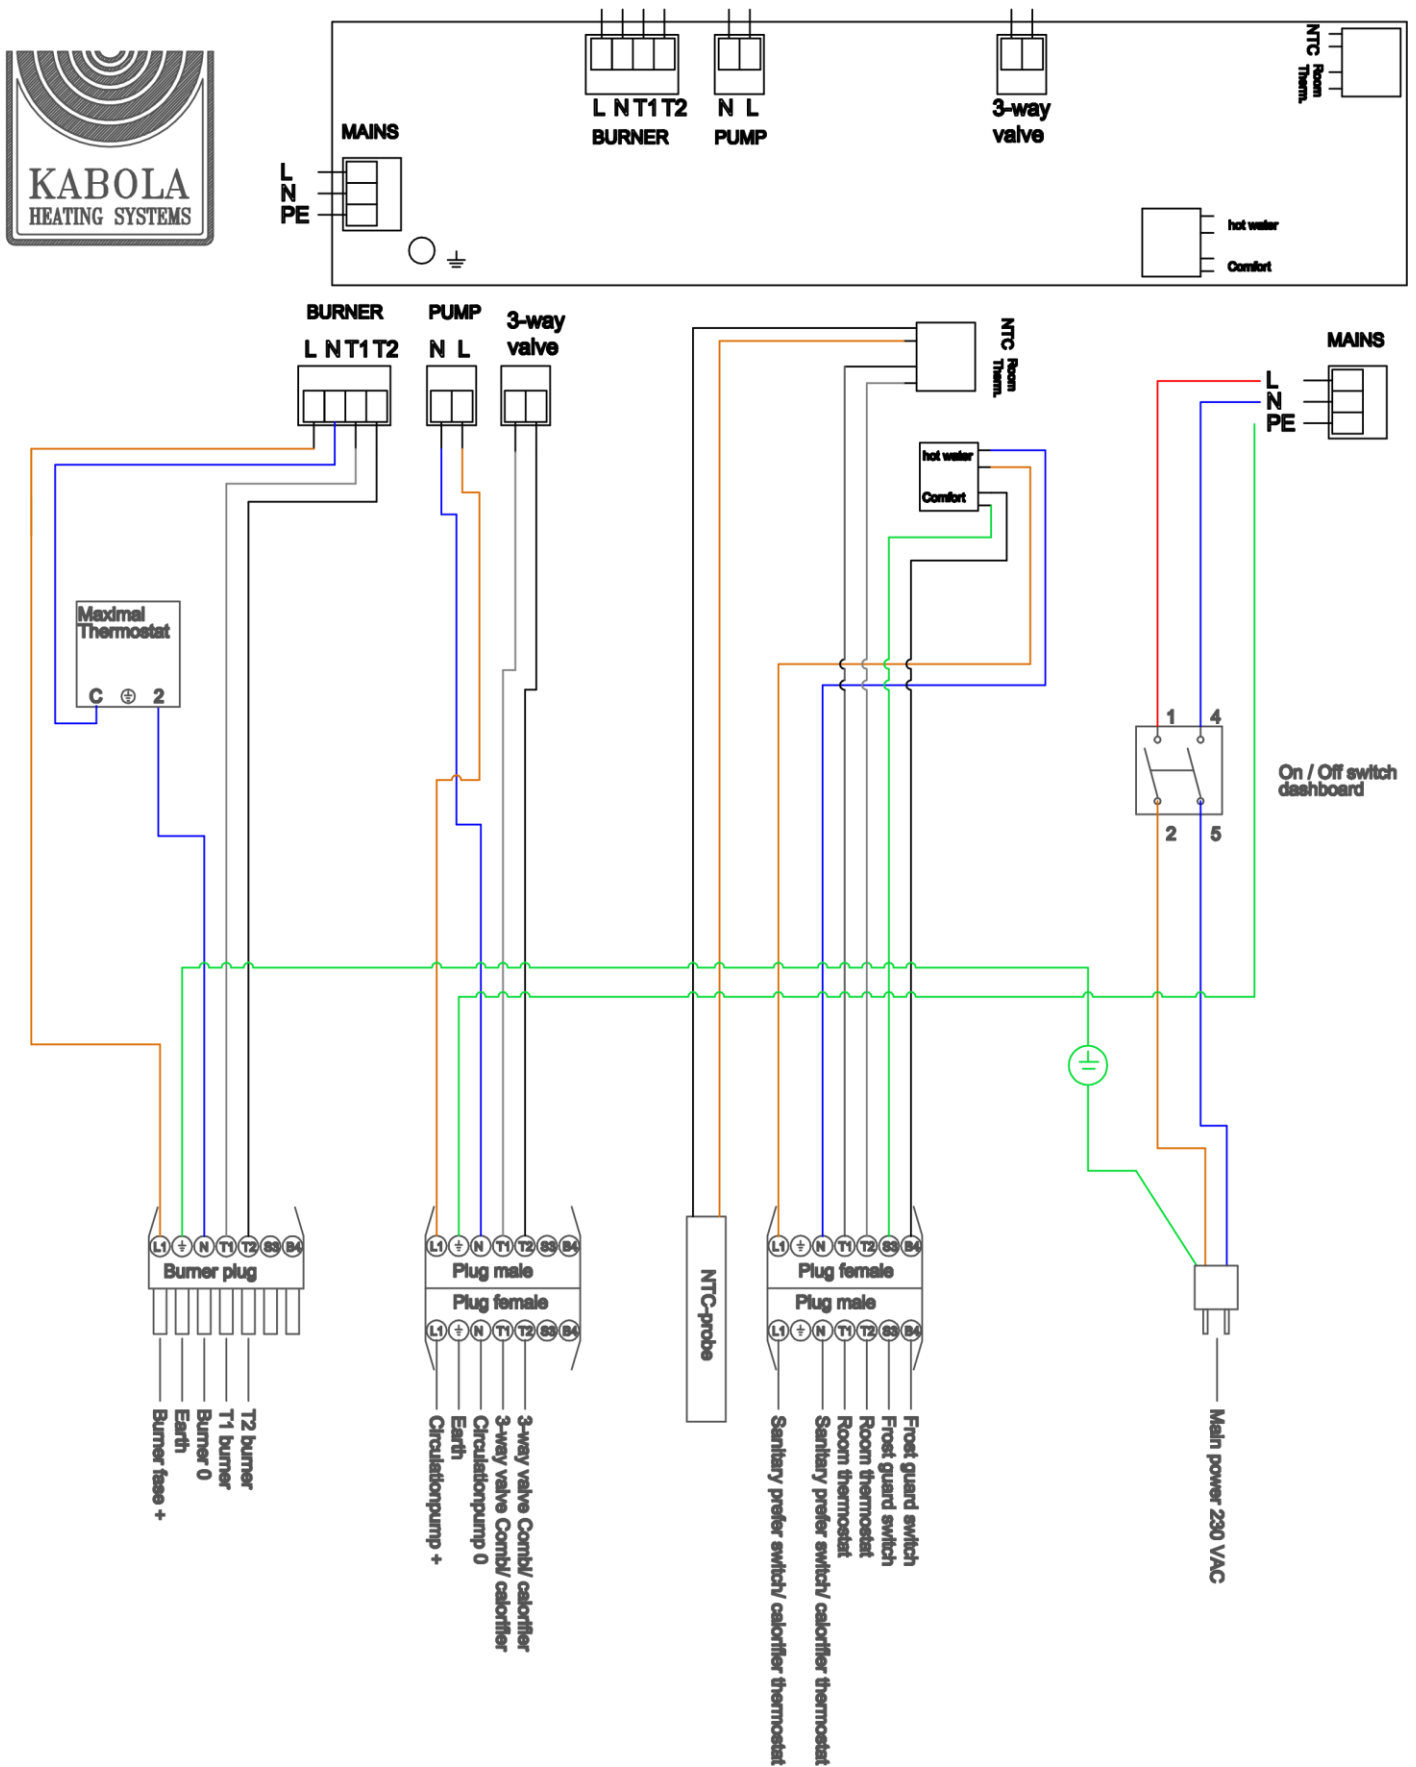 KABOLA
HEATING SYSTEMS
L N T1 T2
BURNER
N L
PUMP
3-way
valve
NTC Room
Therm.
MAINS
L
N
PE
hot water
Comfort
BURNER
L N T1 T2
PUMP
N L
3-way
valve
NTC Room
Therm.
MAINS
L
N
PE
hot water
Comfort
Maximal
Thermostat
C 2
1 4
On / Off switch
dashboard
2 5
L1 N T1 T2 S3 B4
Burner plug
L1 N T1 T2 S3 B4
Plug male
Plug female
L1 N T1 T2 S3 B4
NTC-probe
L1 N T1 T2 S3 B4
Plug female
Plug male
L1 N T1 T2 S3 B4
Burner fase +
Earth
Burner 0
T1 burner
T2 burner
Circulationpump +
Earth
Circulationpump 0
3-way valve Combi/ calorifier
3-way valve Combi/ calorifier
Sanitary prefer switch/ calorifier thermostat
Sanitary prefer switch/ calorifier thermostat
Room thermostat
Room thermostat
Frost guard switch
Frost guard switch
Main power 230 VAC